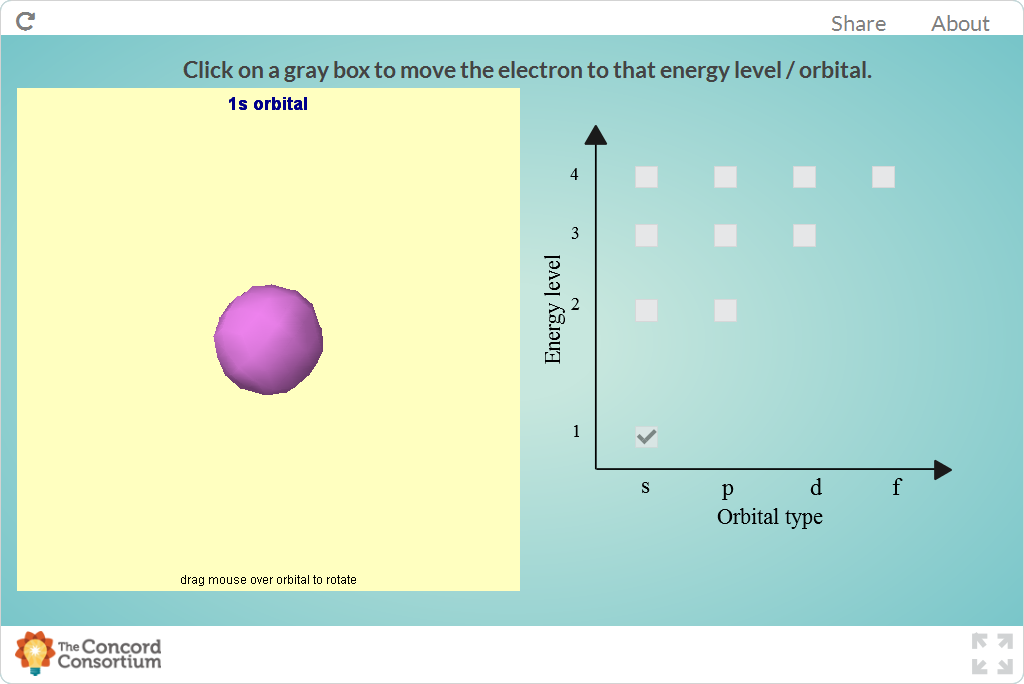 Share About
Click on a gray box to move the electron to that energy level / orbital.
1s orbital
4
3
2
1
Energy level
s p d f
Orbital type
drag mouse over orbital to rotate
The Concord
Consortium